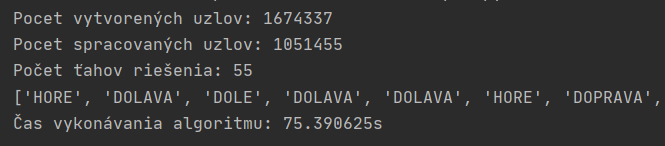 Pocet vytvorených uzlov: 1674337
Pocet spracovaných uzlov: 1051455
Počet ťahov riešenia: 55
['HORE', 'DOLAVA', 'DOLE', 'DOLAVA', 'DOLAVA', 'HORE', 'DOPRAVA',
Čas vykonávania algoritmu: 75.390625s